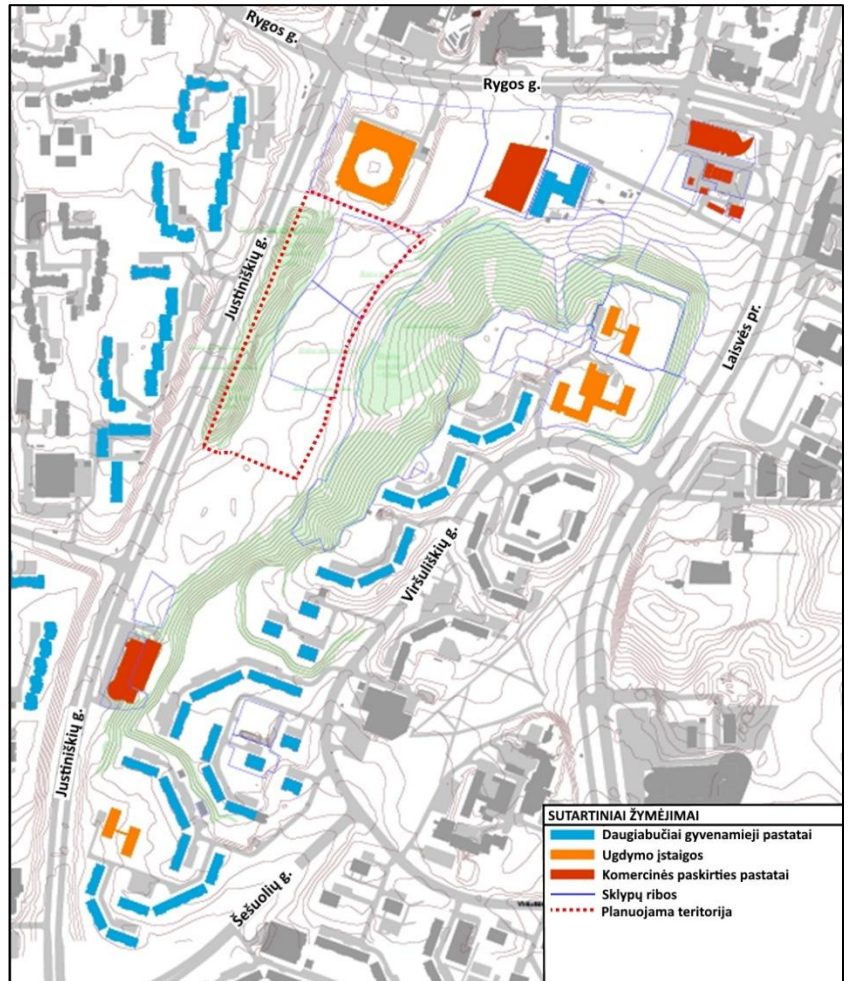 Rygos g.
Rygos g.
Justiniškių g.
Laisvės pr.
Viršuliškių g.
Justiniškių g.
Šešuolių g.
SUTARTINIAI ŽYMĖJIMAI
Daugiabučiai gyvenamieji pastatai
Ugdymo įstaigos
Komercinės paskirties pastatai
Sklypų ribos
Planuojama teritorija